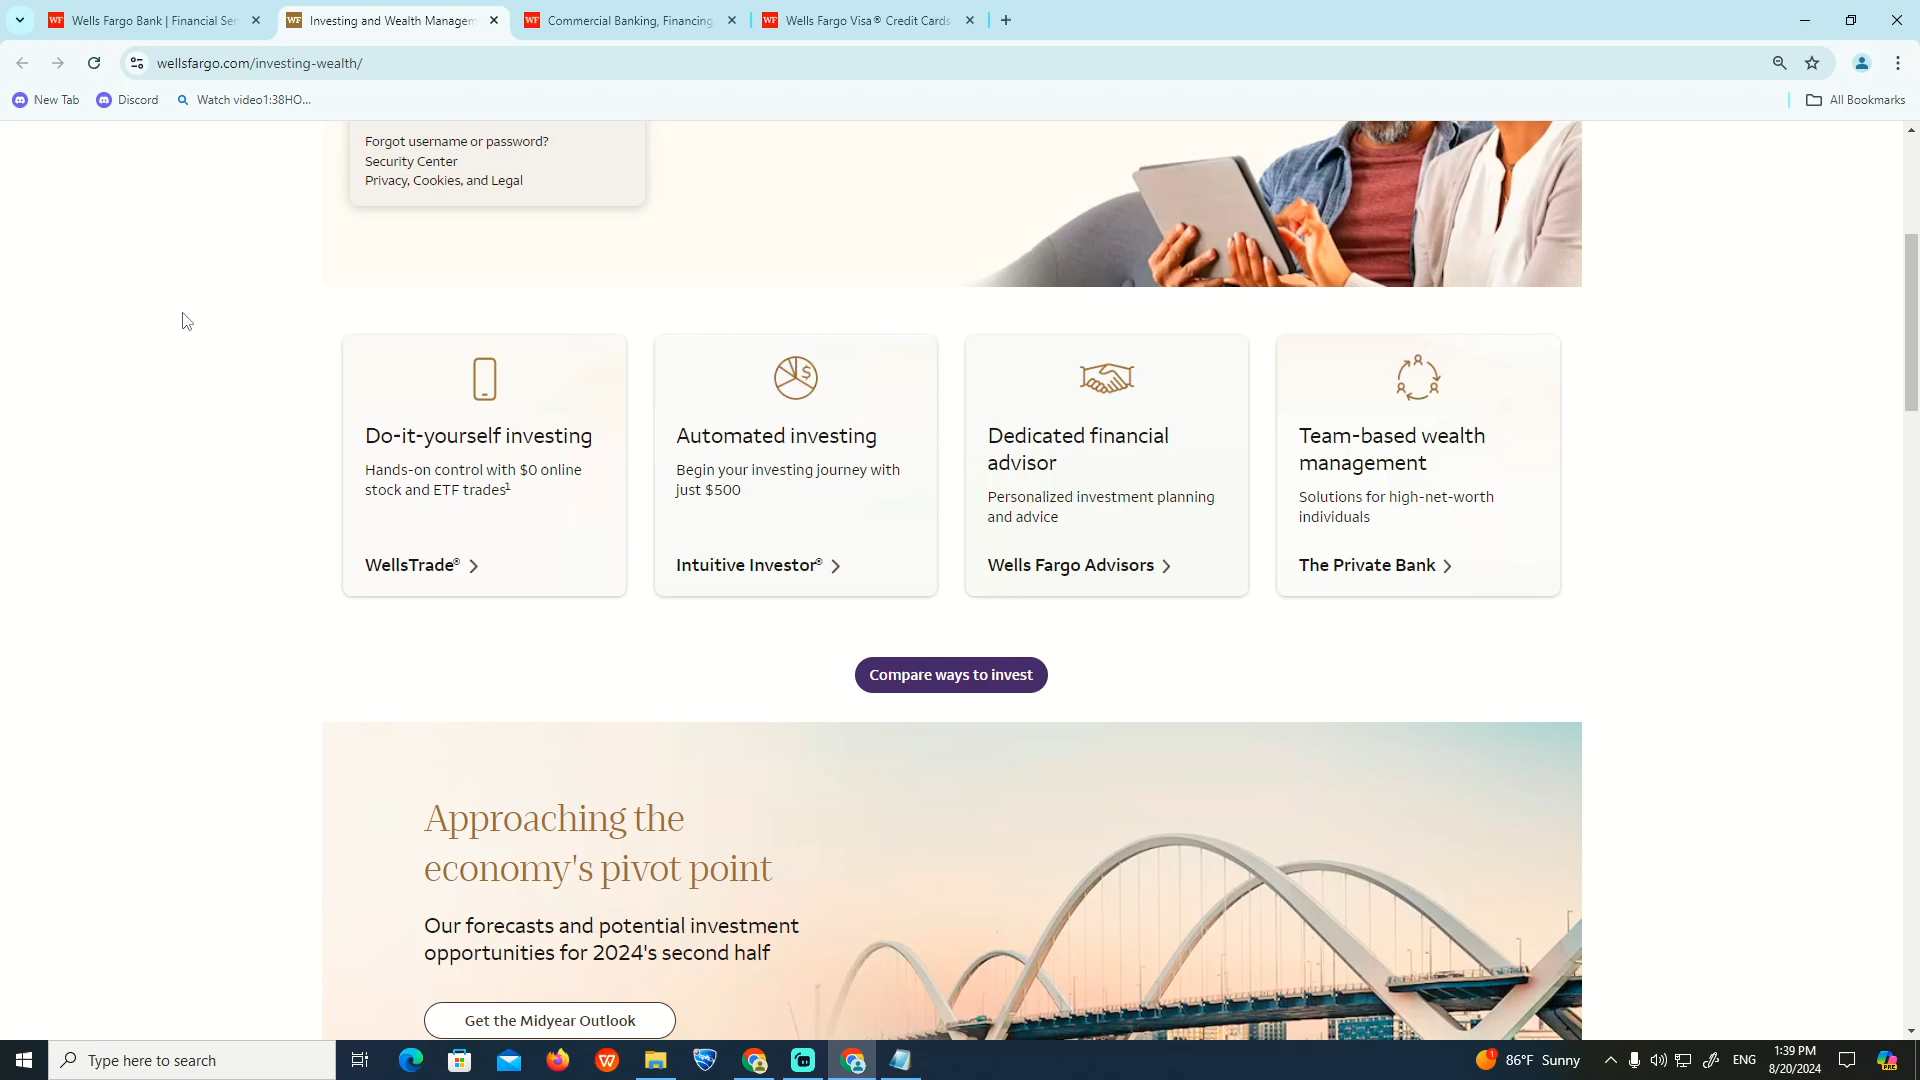 Wells Fargo Bank | Financial Ser
Investing and Wealth Managem
Commercial Banking, Financing
Wells Fargo Visa® Credit Cards
wellsfargo.com/investing-wealth/
New Tab
Discord
Watch video1:38HO...
All Bookmarks
Forgot username or password?
Security Center
Privacy, Cookies, and Legal
Do-it-yourself investing
Hands-on control with $0 online
stock and ETF trades1
WellsTrade®
Automated investing
Begin your investing journey with
just $500
Intuitive Investor®
Dedicated financial
advisor
Personalized investment planning
and advice
Wells Fargo Advisors
Team-based wealth
management
Solutions for high-net-worth
individuals
The Private Bank
Compare ways to invest
Approaching the
economy's pivot point
Our forecasts and potential investment
opportunities for 2024's second half
Get the Midyear Outlook
Type here to search
86°F Sunny
ENG
1:39 PM
8/20/2024